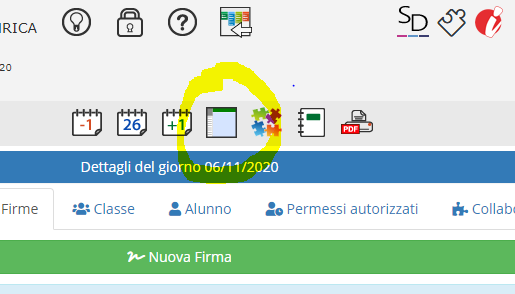 IRICA
SD
20
-1 26 +1 PDF
Dettagli del giorno 06/11/2020
Firme Classe Alunno Permessi autorizzati Collabo
Nuova Firma